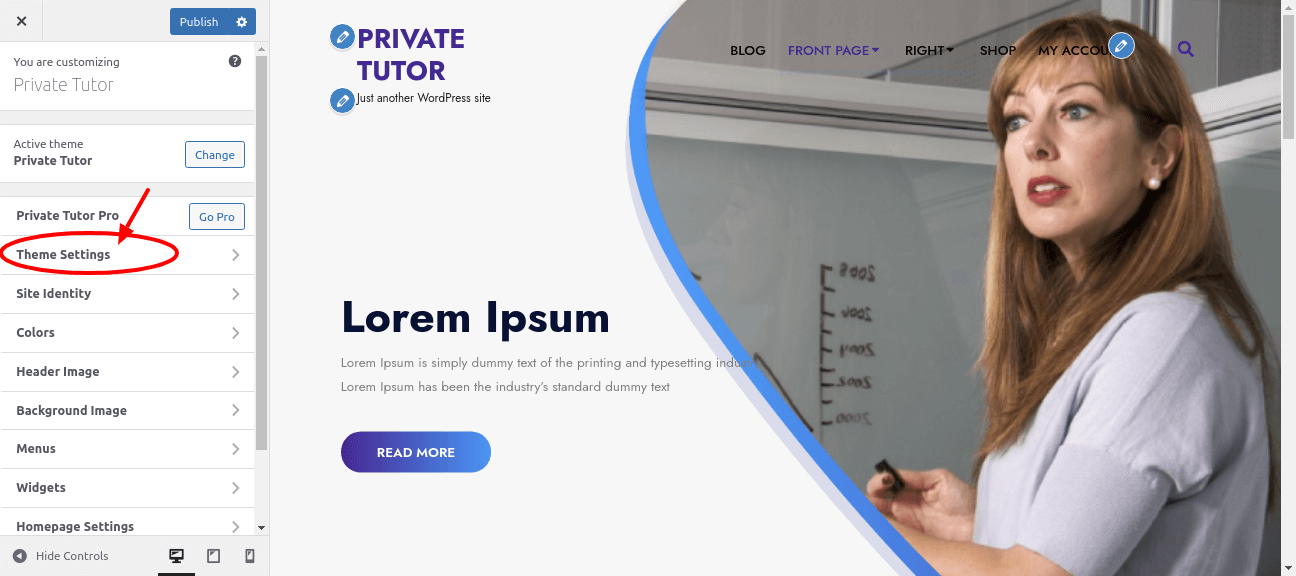 Publish
You are customizing
Private Tutor
Active theme
Private Tutor
Change
Private Tutor Pro
Go Pro
Theme Settings
Site Identity
Colors
Header Image
Background Image
Menus
Widgets
Homepage Settings
Hide Controls
PRIVATE
TUTOR
Just another WordPress site
BLOG FRONT PAGE RIGHT SHOP MY ACCOU
Lorem Ipsum
Lorem Ipsum is simply dummy text of the printing and typesetting indust
Lorem Ipsum has been the industry's standard dummy text
READ MORE
2008
2006
2004
2002
2000